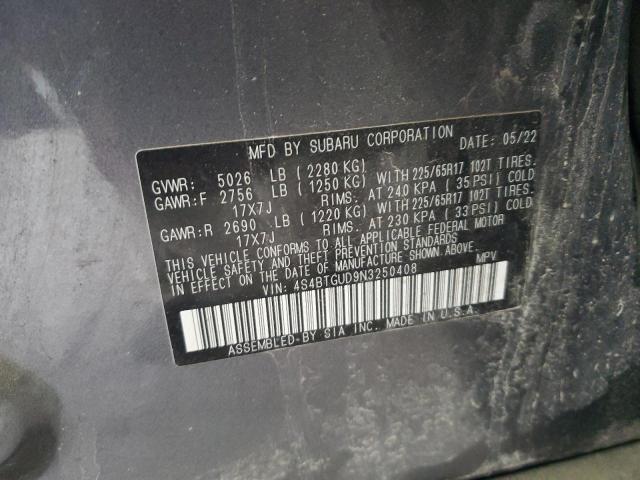 MFD BY SUBARU CORPORATION DATE: 05/22
GVWR: 5026 LB (2280 KG)
GAWR:F 2756 LB (1250 KG) WITH 225/65R17 102T TIRES.
17X7J RIMS. AT 240 KPA (35 PSI) COLD
GAWR:R 2690 LB (1220 KG) WITH 225/65R17 102T TIRES.
17X7J RIMS. AT 230 KPA (33 PSI) COLD
THIS VEHICLE CONFORMS TO ALL APPLICABLE FEDERAL MOTOR
VEHICLE SAFETY AND THEFT PREVENTION STANDARDS
IN EFFECT ON THE DATE OF MANUFACTURE SHOWN ABOVE.
VIN: 4S4BTGUD9N3250408 MPV
ASSEMBLED-BY SIA INC. MADE IN U.S.A.